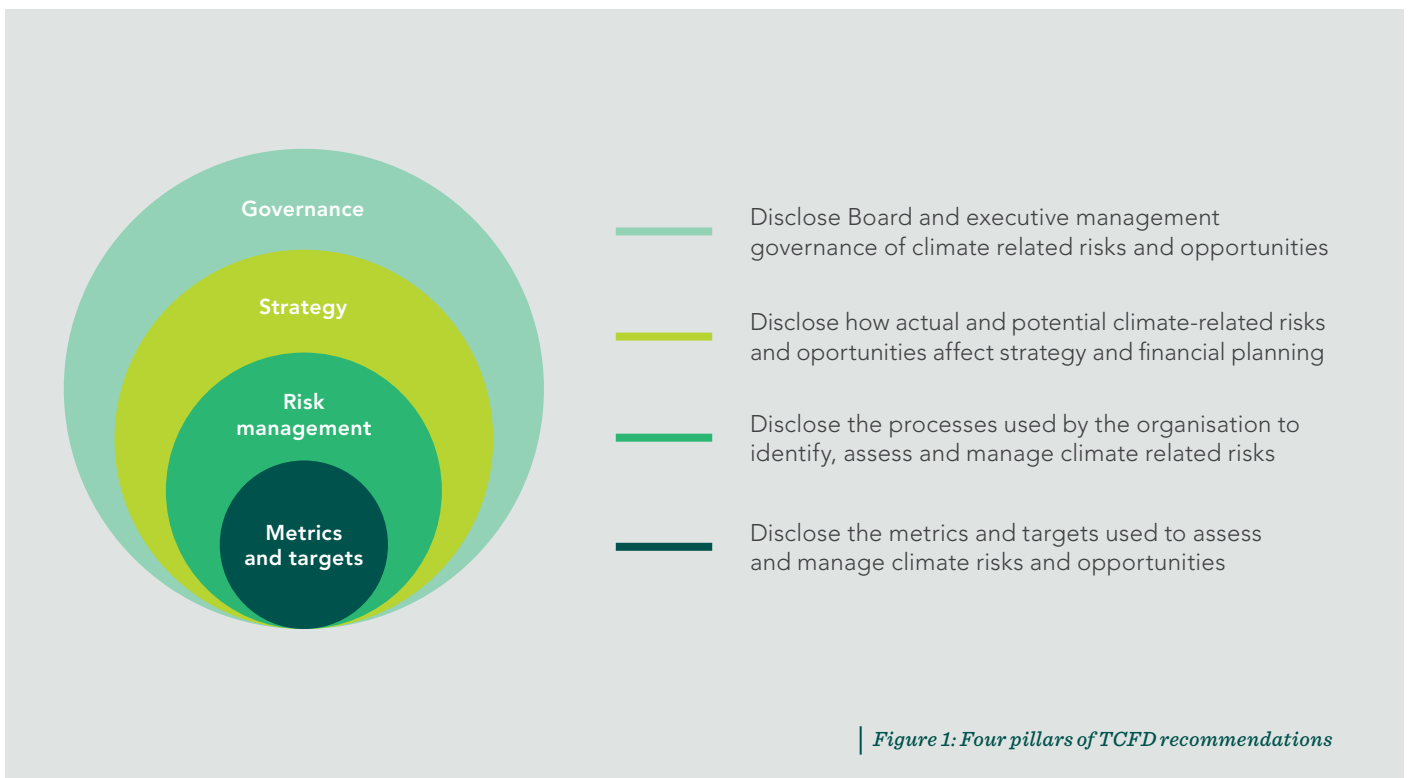 Governance
Strategy
Risk
management
Metrics
and targets
Disclose Board and executive management
governance of climate related risks and opportunities
Disclose how actual and potential climate-related risks
and oportunities affect strategy and financial planning
Disclose the processes used by the organisation to
identify, assess and manage climate related risks
Disclose the metrics and targets used to assess
and manage climate risks and opportunities
Figure 1: Four pillars of TCFD recommendations